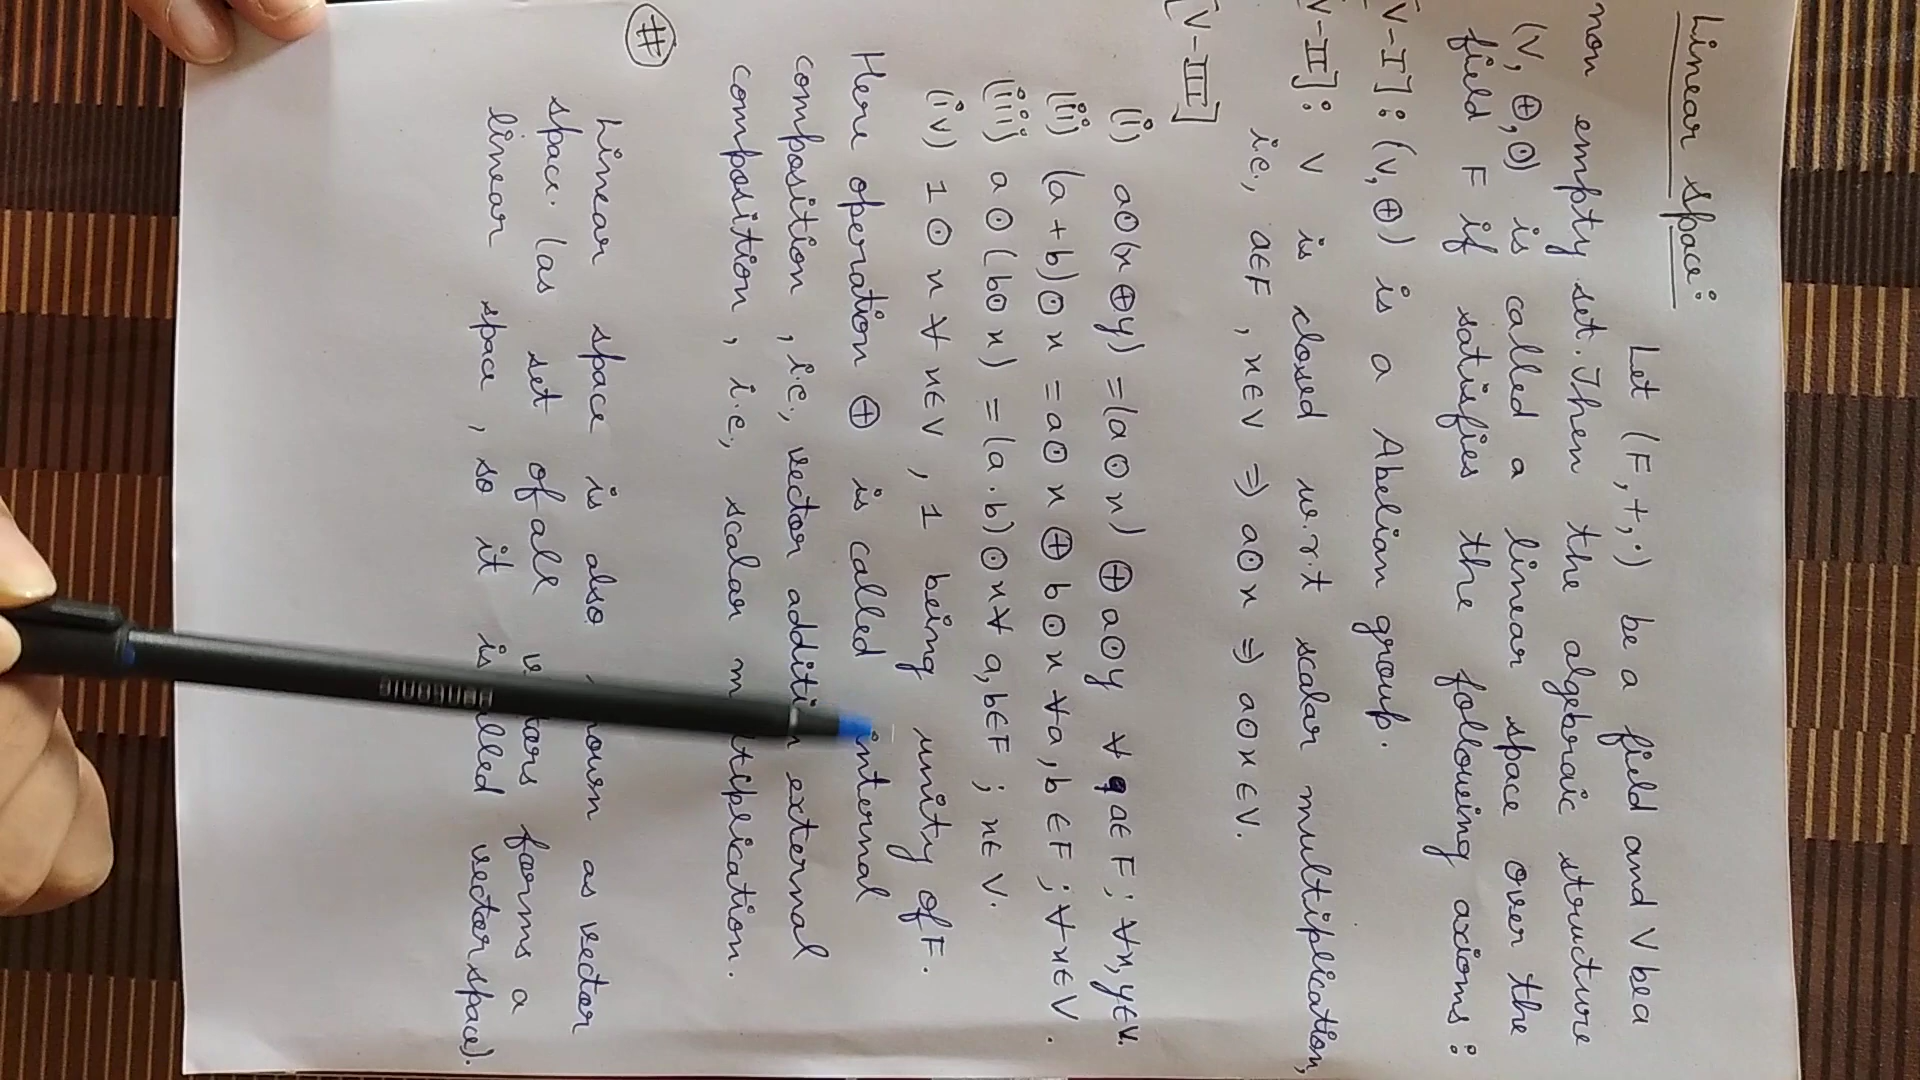 Linear space:
Let (F,+,·) be a field and V be a
non empty set. Then the algebraic structure
(V, ⊕, ⊙) is called a linear space over the
field F if satisfies the following axioms:
[V-I]: (V, ⊕) is a Abelian group.
[V-II]: V is closed w.r.t scalar multiplication,
i.e., a∈F, x∈V ⇒ a⊙x ⇒ a⊙x ∈V.
[V-III]
(i) a⊙(x⊕y) = (a⊙x) ⊕ a⊙y ∀ a∈F; ∀x,y∈V.
(ii) (a+b)⊙x = a⊙x ⊕ b⊙x ∀a,b ∈F; ∀x∈V.
(iii) a⊙(b⊙x) = (a.b)⊙x ∀ a,b∈F; x∈V.
(iv) 1⊙x ∀ x∈V, 1 being unity of F.
Here operation ⊕ is called internal
composition, i.e., vector addition external
composition, i.e., scalar multiplication.
# Linear space is also known as vector
space. (as set of all vectors forms a
linear space, so it is called vector space).